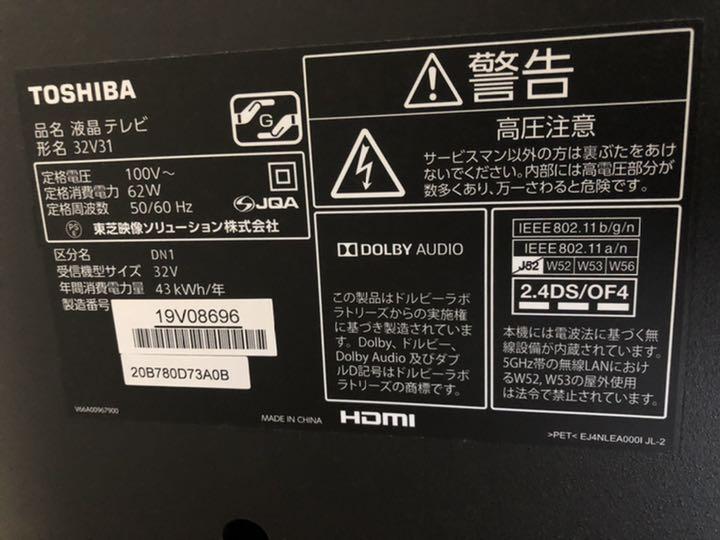 TOSHIBA
品名 液晶テレビ
形名 32V31
G
定格電圧 100V～
定格消費電力 62W
定格周波数 50/60 Hz
JQA
PS
E
東芝映像ソリューション株式会社
区分名 DN1
受信機型サイズ 32V
年間消費電力量 43 kWh/年
製造番号
19V08696
20B780D73A0B
V66A00967900
MADE IN CHINA
HDMI
警告
高圧注意
サービスマン以外の方は裏ぶたをあけ
ないでください。内部には高電圧部分が
数多くあり、万一さわると危険です。
DOLBY AUDIO
この製品はドルビーラボ
ラトリーズからの実施権
に基づき製造されていま
す。Dolby、ドルビー、
Dolby Audio 及びダブ
ルD記号はドルビーラボ
ラトリーズの商標です。
IEEE802.11b/g/n
IEEE802.11a/n
J52 W52 W53 W56
2.4DS/OF4
本機には電波法に基づく無
線設備が内蔵されています。
5GHz帯の無線LANにおけ
るW52, W53の屋外使用
は法令で禁止されています。
>PET< EJ4NLEA000I JL-2